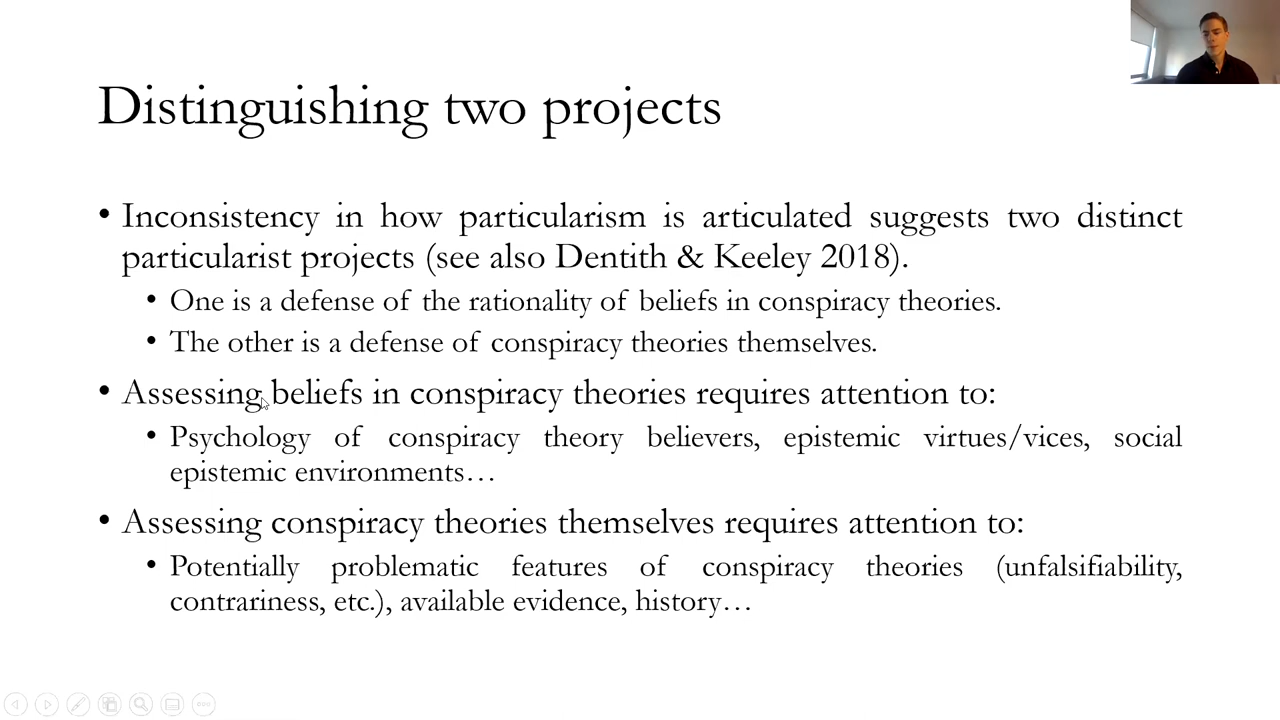 Distinguishing two projects
• Inconsistency in how particularism is articulated suggests two distinct
particularist projects (see also Dentith & Keeley 2018).
• One is a defense of the rationality of beliefs in conspiracy theories.
• The other is a defense of conspiracy theories themselves.
• Assessing beliefs in conspiracy theories requires attention to:
• Psychology of conspiracy theory believers, epistemic virtues/vices, social
epistemic environments…
• Assessing conspiracy theories themselves requires attention to:
• Potentially problematic features of conspiracy theories (unfalsifiability,
contrariness, etc.), available evidence, history…